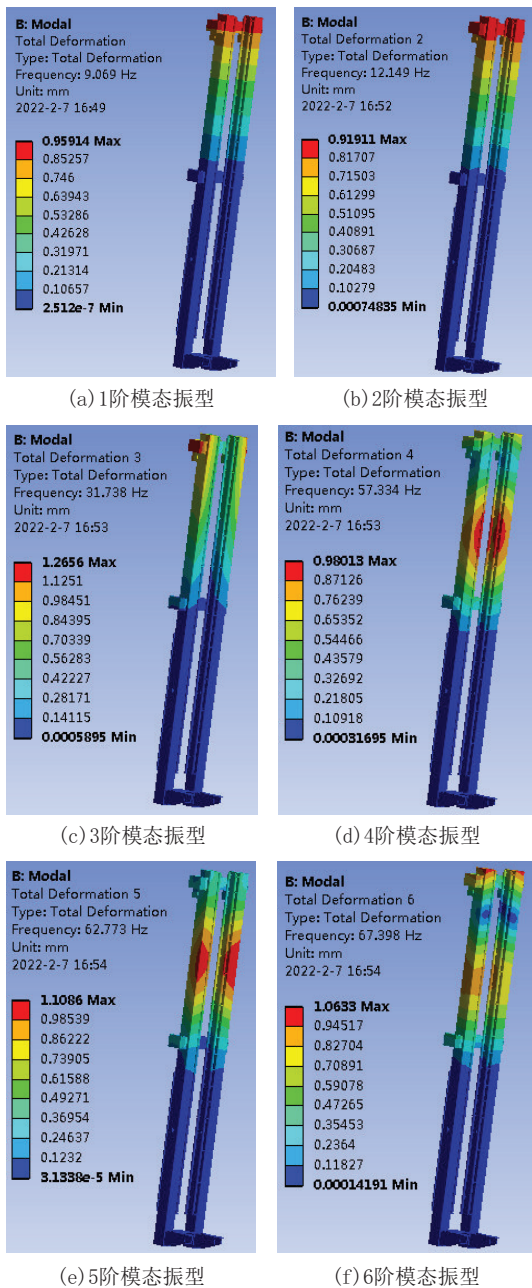 B: Modal
Total Deformation
Type: Total Deformation
Frequency: 9.069 Hz
Unit: mm
2022-2-7 16:49
0.95914 Max
0.85257
0.746
0.63943
0.53286
0.42628
0.31971
0.21314
0.10657
2.512e-7 Min
(a)1阶模态振型
B: Modal
Total Deformation 2
Type: Total Deformation
Frequency: 12.149 Hz
Unit: mm
2022-2-7 16:52
0.91911 Max
0.81707
0.71503
0.61299
0.51095
0.40891
0.30687
0.20483
0.10279
0.00074835 Min
(b)2阶模态振型
B: Modal
Total Deformation 3
Type: Total Deformation
Frequency: 31.738 Hz
Unit: mm
2022-2-7 16:53
1.2656 Max
1.1251
0.98451
0.84395
0.70339
0.56283
0.42227
0.28171
0.14115
0.0005895 Min
(c)3阶模态振型
B: Modal
Total Deformation 4
Type: Total Deformation
Frequency: 57.334 Hz
Unit: mm
2022-2-7 16:53
0.98013 Max
0.87126
0.76239
0.65352
0.54466
0.43579
0.32692
0.21805
0.10918
0.00031695 Min
(d)4阶模态振型
B: Modal
Total Deformation 5
Type: Total Deformation
Frequency: 62.773 Hz
Unit: mm
2022-2-7 16:54
1.1086 Max
0.98539
0.86222
0.73905
0.61588
0.49271
0.36954
0.24637
0.1232
3.1338e-5 Min
(e)5阶模态振型
B: Modal
Total Deformation 6
Type: Total Deformation
Frequency: 67.398 Hz
Unit: mm
2022-2-7 16:54
1.0633 Max
0.94517
0.82704
0.70891
0.59078
0.47265
0.35453
0.2364
0.11827
0.00014191 Min
(f)6阶模态振型